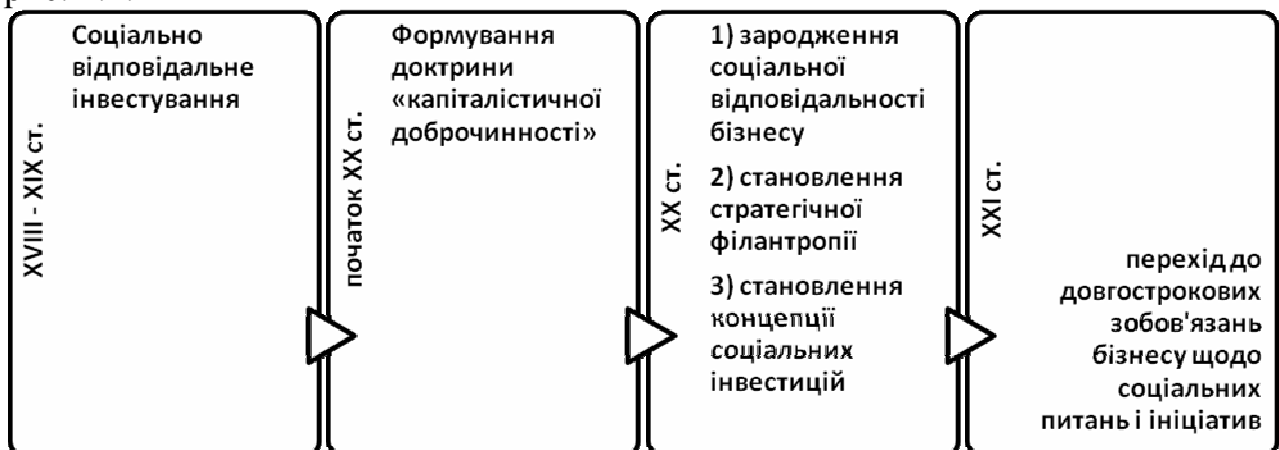 Соціально
відповідальне
інвестування
XVIII - XIX ст.
Формування
доктрини
«капіталістичної
доброчинності»
початок XX ст.
1) зародження
соціальної
відповідальності
бізнесу
2) становлення
стратегічної
філантропії
3) становлення
концепції
соціальних
інвестицій
XX ст.
XXI ст.
перехід до
довгострокових
зобов'язань
бізнесу щодо
соціальних
питань і ініціатив